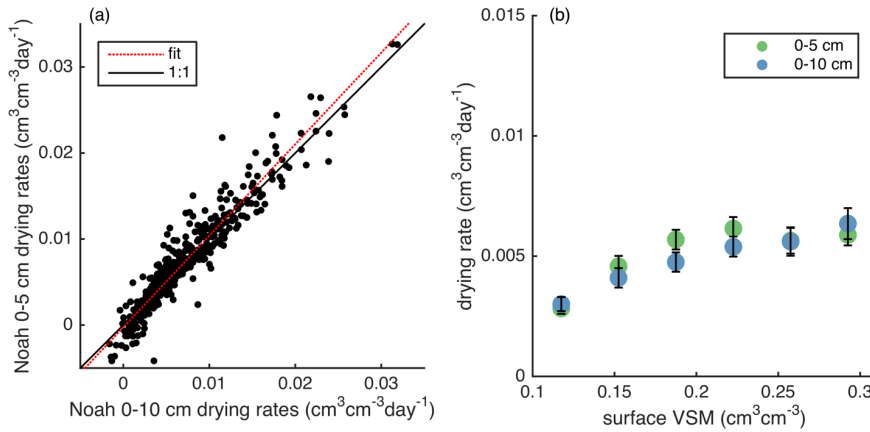 (a)
fit
1:1
0.03
0.02
0.01
0
Noah 0-5 cm drying rates (cm³cm⁻³day⁻¹)
0
0.01
0.02
0.03
Noah 0-10 cm drying rates (cm³cm⁻³day⁻¹)
(b)
0-5 cm
0-10 cm
0.015
0.01
0.005
0
drying rate (cm³cm⁻³day⁻¹)
0.1
0.15
0.2
0.25
0.3
surface VSM (cm³cm⁻³)